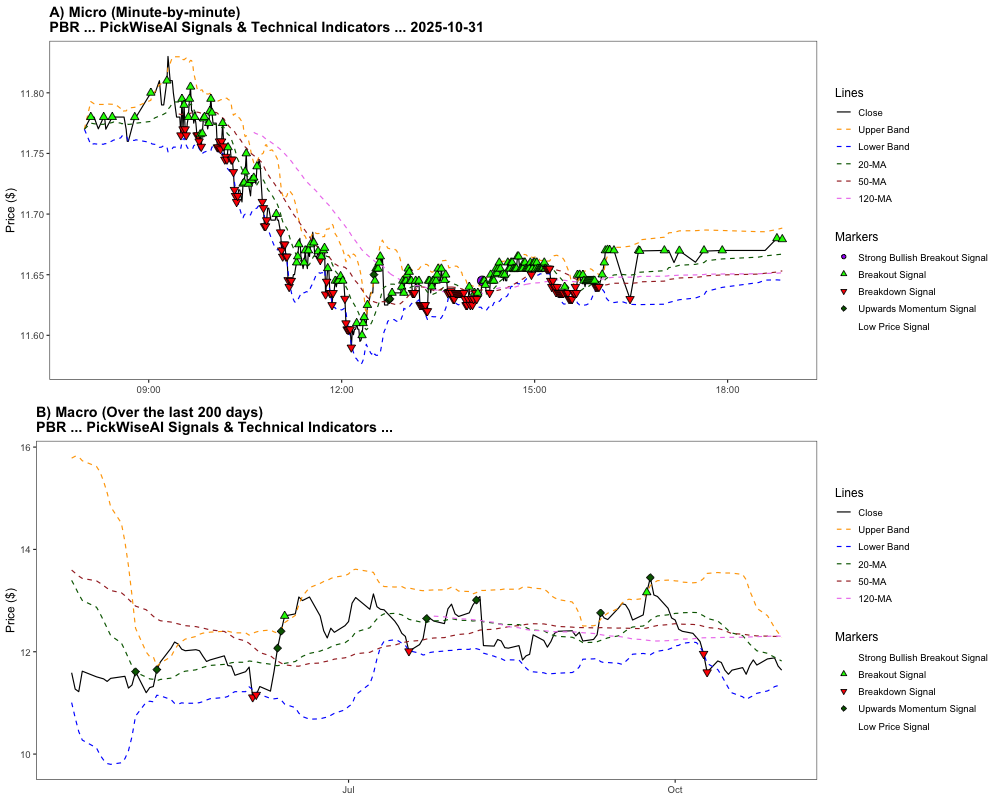 A) Micro (Minute-by-minute)
PBR ... PickWiseAI Signals & Technical Indicators ... 2025-10-31
Price ($)
11.80
11.75
11.70
11.65
11.60
09:00
12:00
15:00
18:00
Lines
Close
Upper Band
Lower Band
20-MA
50-MA
120-MA
Markers
Strong Bullish Breakout Signal
Breakout Signal
Breakdown Signal
Upwards Momentum Signal
Low Price Signal
B) Macro (Over the last 200 days)
PBR ... PickWiseAI Signals & Technical Indicators ...
Price ($)
16
14
12
10
Jul
Oct
Lines
Close
Upper Band
Lower Band
20-MA
50-MA
120-MA
Markers
Strong Bullish Breakout Signal
Breakout Signal
Breakdown Signal
Upwards Momentum Signal
Low Price Signal